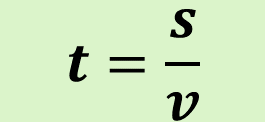 t = s/v